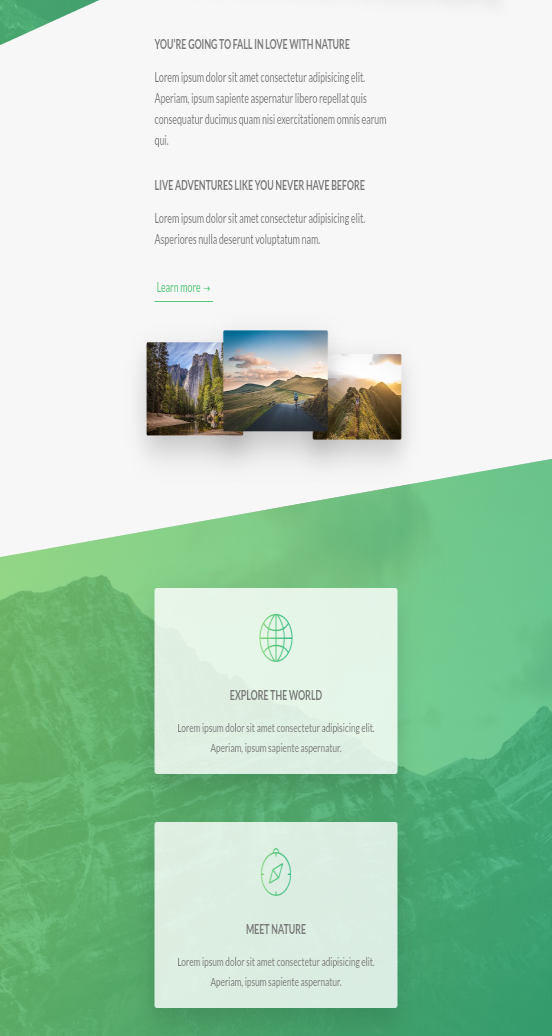 YOU'RE GOING TO FALL IN LOVE WITH NATURE
Lorem ipsum dolor sit amet consectetur adipisicing elit.
Aperiam, ipsum sapiente aspernatur libero repellat quis
consequatur ducimus quam nisi exercitationem omnis earum
qui.
LIVE ADVENTURES LIKE YOU NEVER HAVE BEFORE
Lorem ipsum dolor sit amet consectetur adipisicing elit.
Asperiores nulla deserunt voluptatum nam.
Learn more →
EXPLORE THE WORLD
Lorem ipsum dolor sit amet consectetur adipisicing elit.
Aperiam, ipsum sapiente aspernatur.
MEET NATURE
Lorem ipsum dolor sit amet consectetur adipisicing elit.
Aperiam, ipsum sapiente aspernatur.